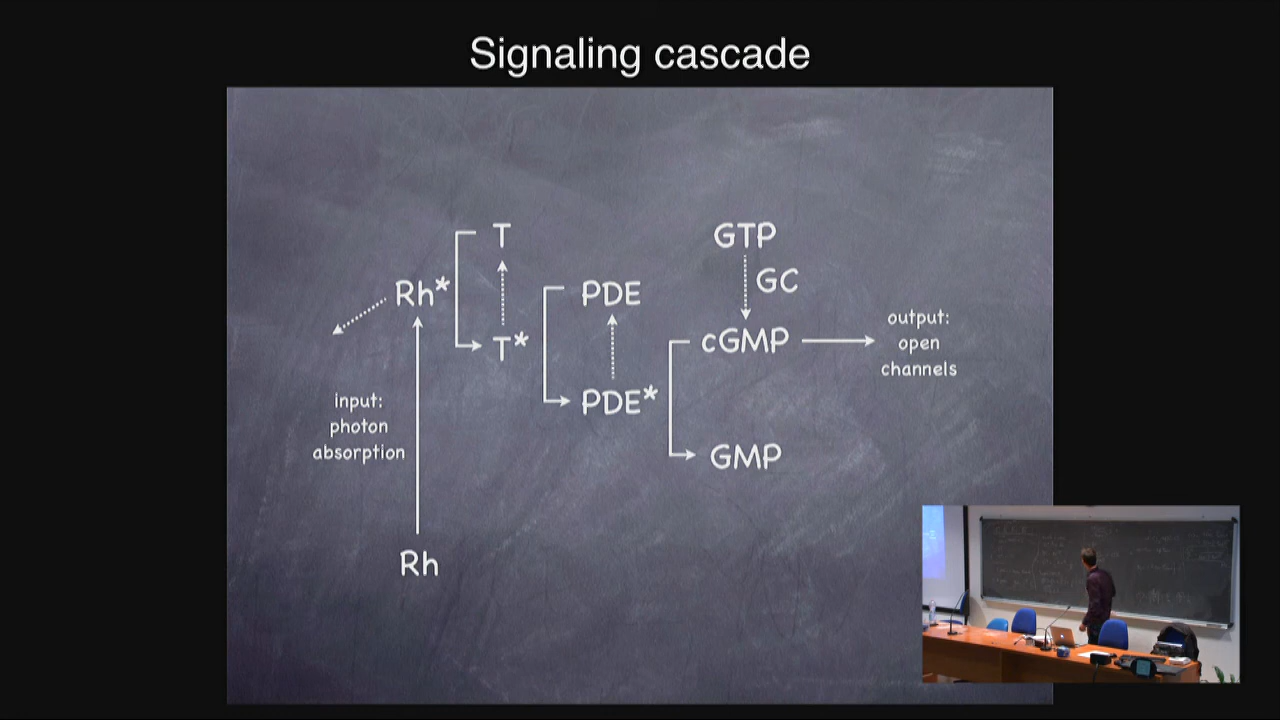 Signaling cascade
T
GTP
GC
Rh*
PDE
T*
cGMP
output:
open
channels
input:
photon
absorption
PDE*
GMP
Rh